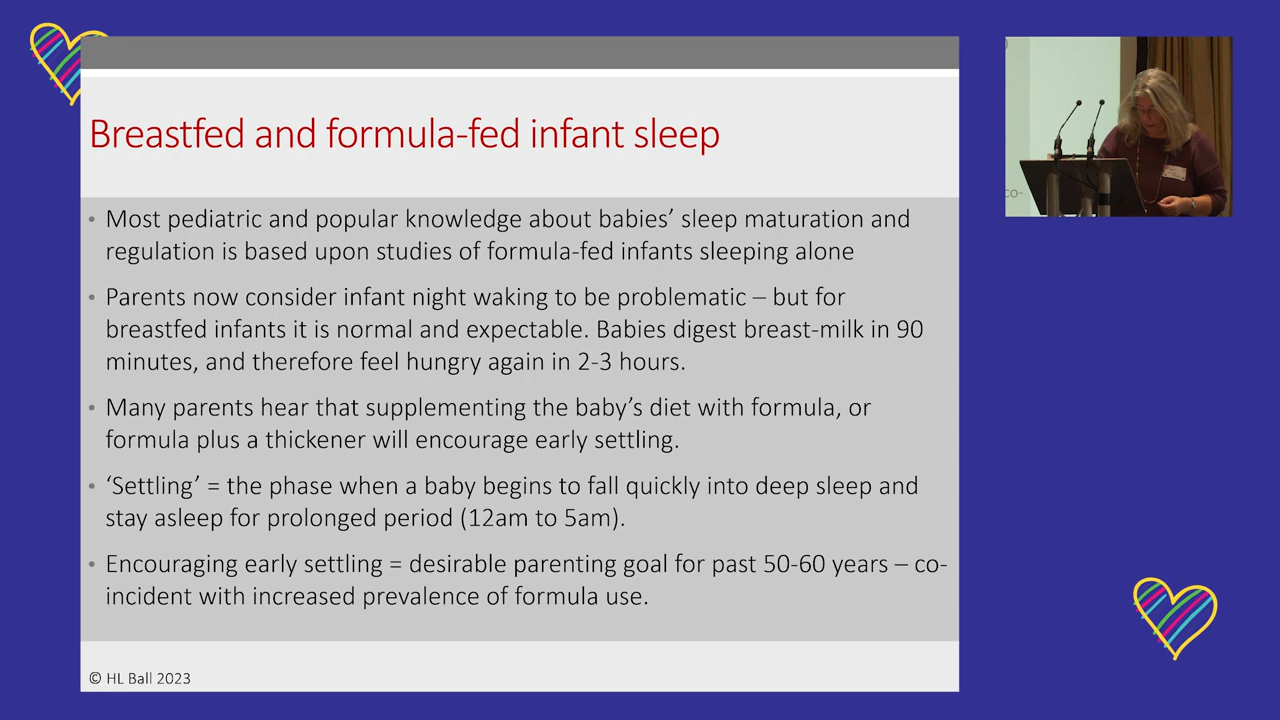 Breastfed and formula-fed infant sleep
• Most pediatric and popular knowledge about babies’ sleep maturation and
regulation is based upon studies of formula-fed infants sleeping alone
• Parents now consider infant night waking to be problematic – but for
breastfed infants it is normal and expectable. Babies digest breast-milk in 90
minutes, and therefore feel hungry again in 2-3 hours.
• Many parents hear that supplementing the baby’s diet with formula, or
formula plus a thickener will encourage early settling.
• ‘Settling’ = the phase when a baby begins to fall quickly into deep sleep and
stay asleep for prolonged period (12am to 5am).
• Encouraging early settling = desirable parenting goal for past 50-60 years – co-
incident with increased prevalence of formula use.
© HL Ball 2023
co-